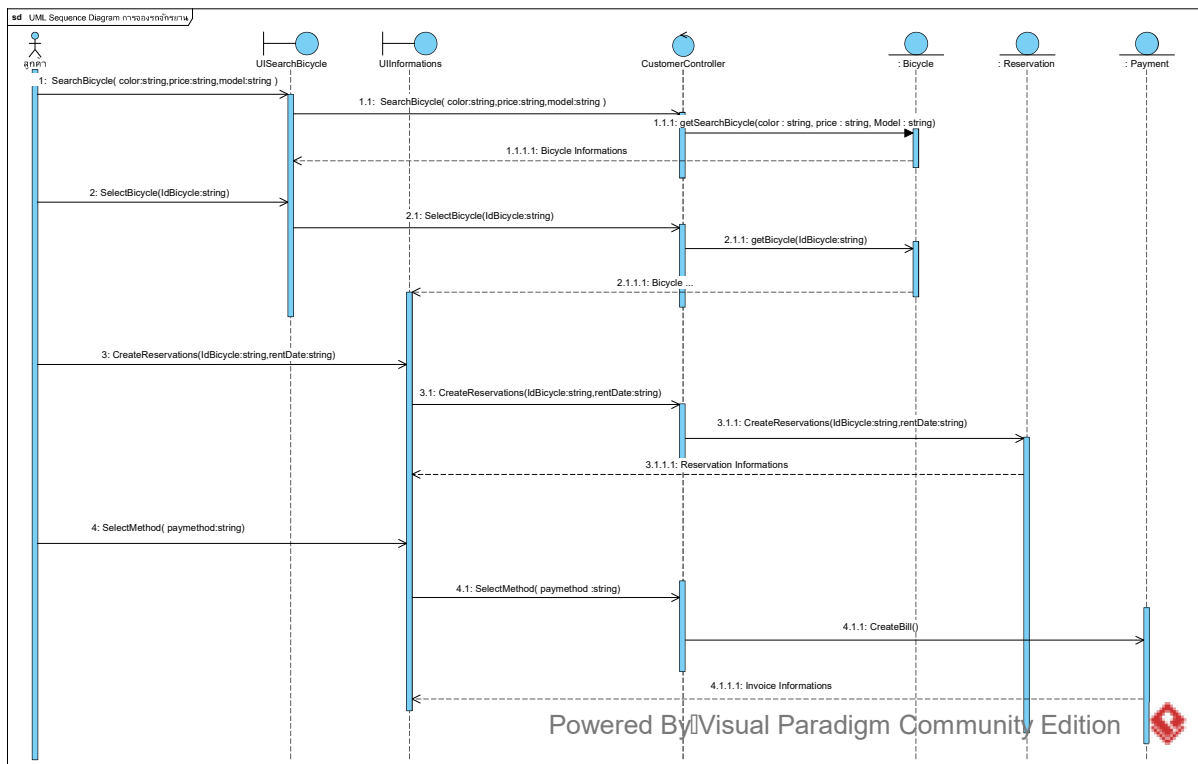 sd UML Sequence Diagram การจองรถจักรยาน
ลูกค้า
UISearchBicycle
UIInformations
CustomerController
: Bicycle
: Reservation
: Payment
1: SearchBicycle( color:string,price:string,model:string )
1.1: SearchBicycle( color:string,price:string,model:string )
1.1.1: getSearchBicycle(color : string, price : string, Model : string)
1.1.1.1: Bicycle Informations
2: SelectBicycle(IdBicycle:string)
2.1: SelectBicycle(IdBicycle:string)
2.1.1: getBicycle(IdBicycle:string)
2.1.1.1: Bicycle ...
3: CreateReservations(IdBicycle:string,rentDate:string)
3.1: CreateReservations(IdBicycle:string,rentDate:string)
3.1.1: CreateReservations(IdBicycle:string,rentDate:string)
3.1.1.1: Reservation Informations
4: SelectMethod( paymethod:string)
4.1: SelectMethod( paymethod :string)
4.1.1: CreateBill()
4.1.1.1: Invoice Informations
Powered By Visual Paradigm Community Edition